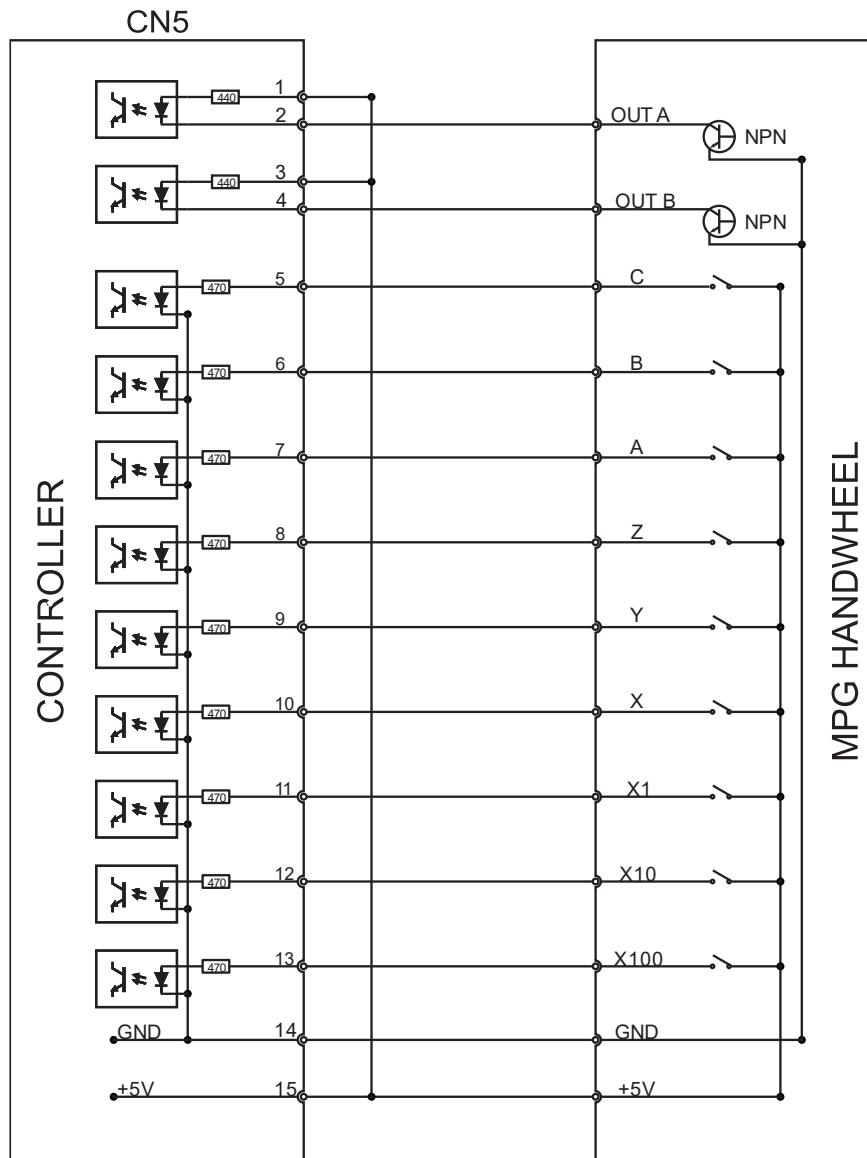 CN5
440 1
2 OUT A NPN
440 3
4 OUT B NPN
470 5 C
470 6 B
470 7 A
470 8 Z
470 9 Y
470 10 X
470 11 X1
470 12 X10
470 13 X100
GND 14 GND
+5V 15 +5V
CONTROLLER
MPG HANDWHEEL